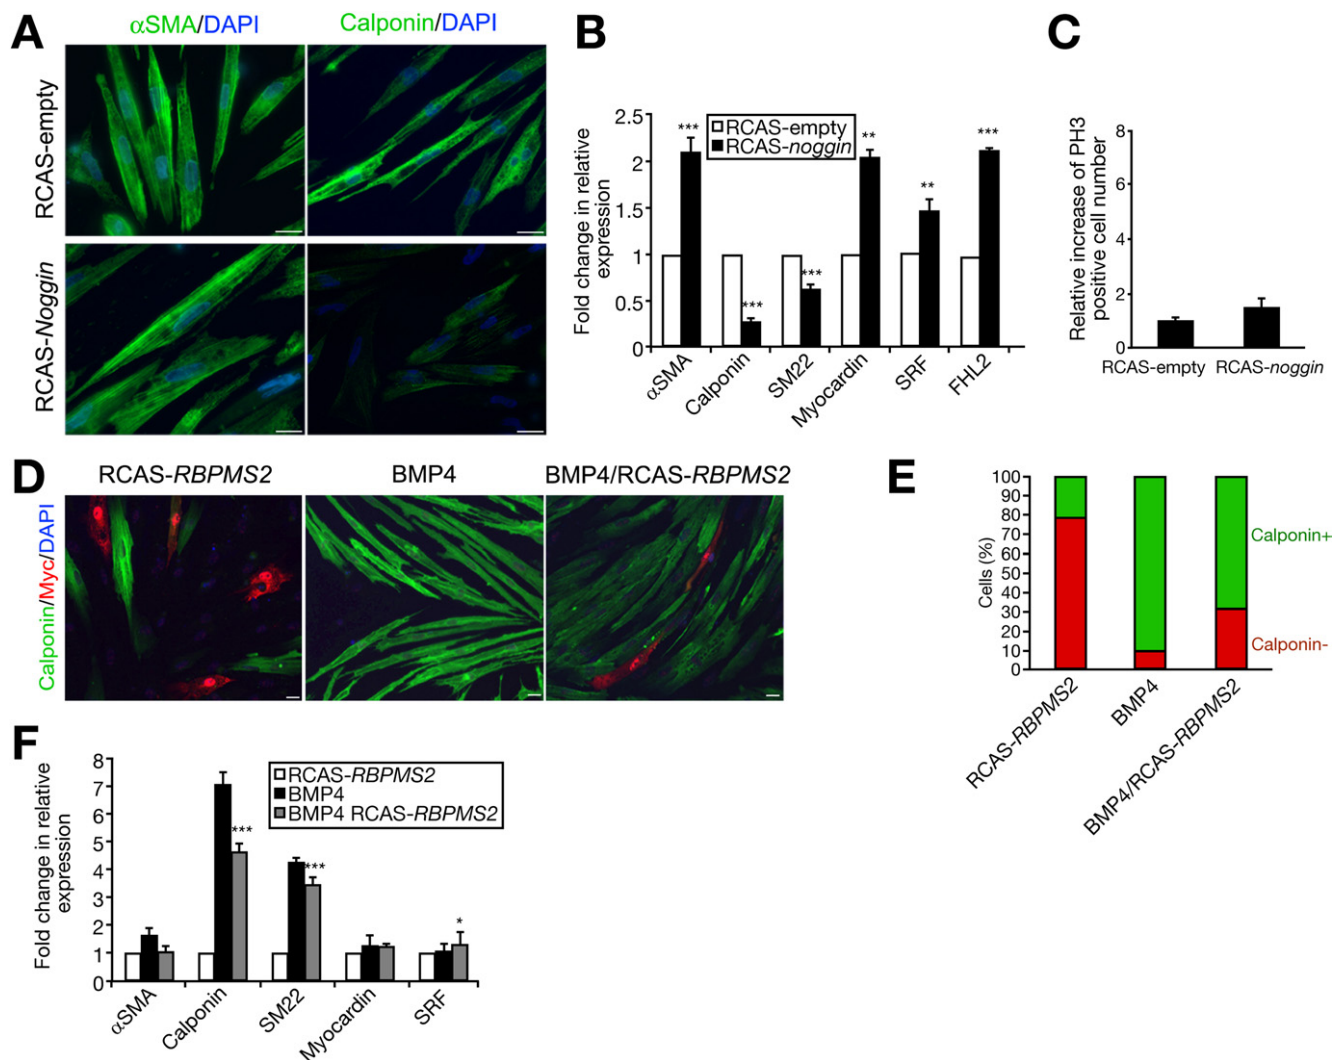 A
αSMA/DAPI
Calponin/DAPI
RCAS-empty
RCAS-Noggin
B
Fold change in relative
expression
2.5
2
1.5
1
0.5
0
RCAS-empty
RCAS-noggin
***
***
***
**
**
***
αSMA
Calponin
SM22
Myocardin
SRF
FHL2
C
Relative increase of PH3
positive cell number
8
6
4
2
0
RCAS-empty
RCAS-noggin
D
RCAS-RBPMS2
BMP4
BMP4/RCAS-RBPMS2
Calponin/Myc/DAPI
E
Cells (%)
100
90
80
70
60
50
40
30
20
10
0
Calponin+
Calponin-
RCAS-RBPMS2
BMP4
BMP4/RCAS-RBPMS2
F
Fold change in relative
expression
8
7
6
5
4
3
2
1
0
RCAS-RBPMS2
BMP4
BMP4 RCAS-RBPMS2
***
***
*
αSMA
Calponin
SM22
Myocardin
SRF